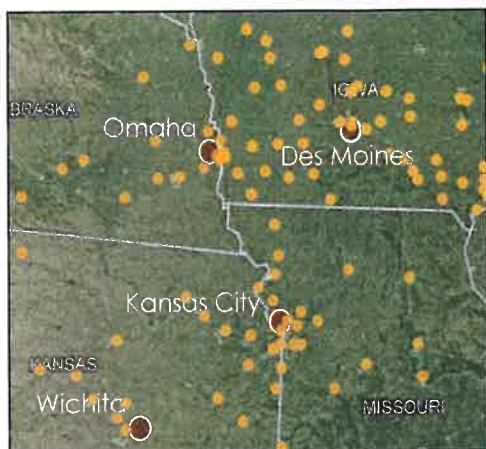 IOWA
BRASKA
Omaha
Des Moines
Kansas City
KANSAS
Wichita
MISSOURI